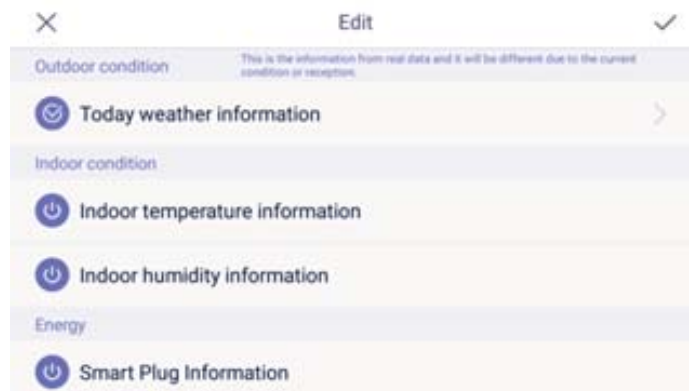 Edit
Outdoor condition
This is the information from real data and it will be different due to the current
condition or reception.
Today weather information
Indoor condition
Indoor temperature information
Indoor humidity information
Energy
Smart Plug Information